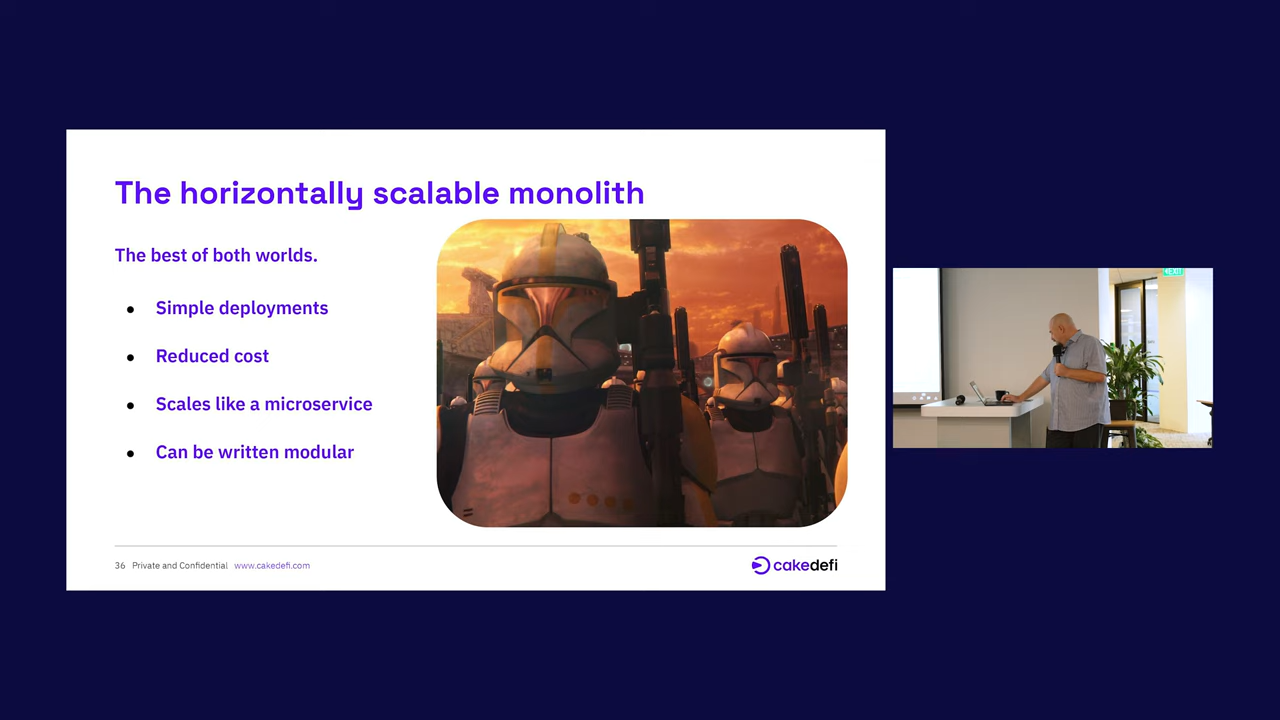 The horizontally scalable monolith
The best of both worlds.
● Simple deployments
● Reduced cost
● Scales like a microservice
● Can be written modular
36 Private and Confidential www.cakedefi.com
cakedefi
EXIT